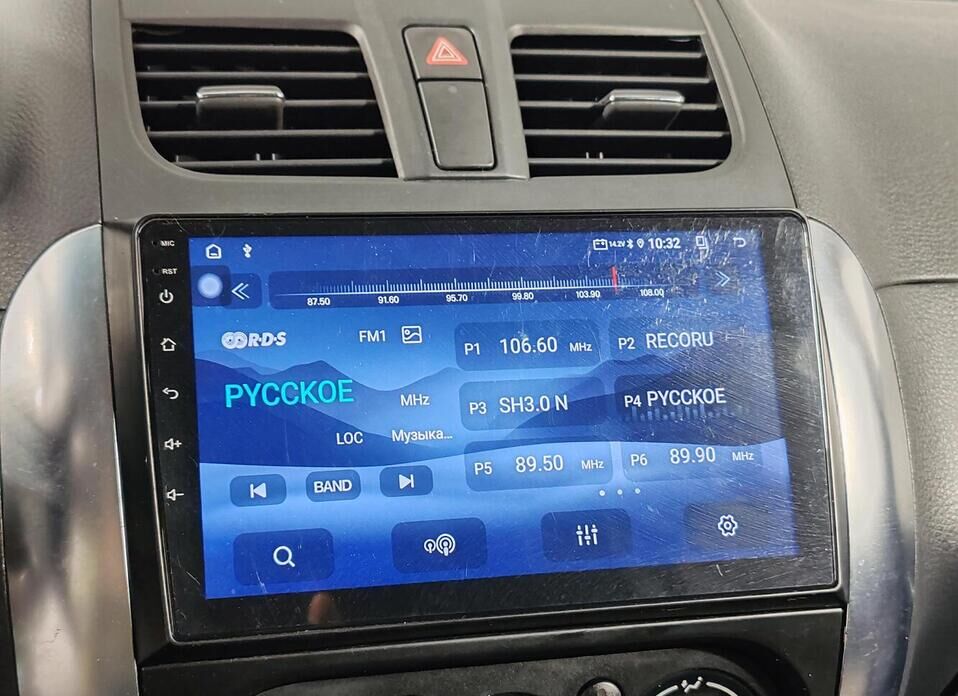 MIC
14.2V 10:32
RST
87.50 91.60 95.70 99.80 103.90 108.00
RDS FM1
P1 106.60 MHz P2 RECORU
РУССКОЕ MHz
P3 SH3.0 N P4 РУССКОЕ
LOC Музыка...
P5 89.50 MHz P6 89.90 MHz
BAND